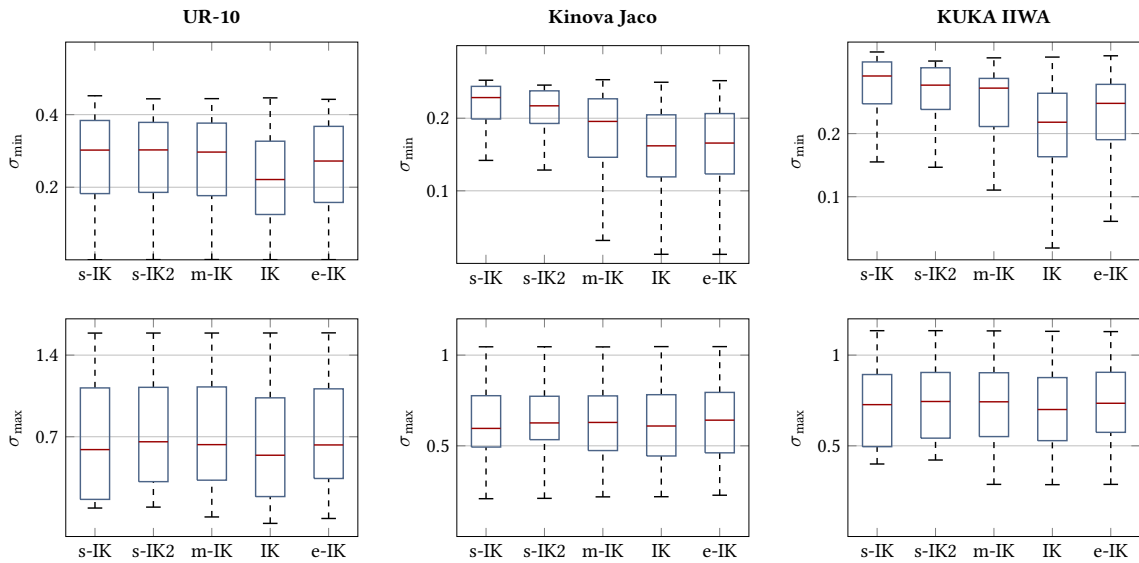 UR-10
Kinova Jaco
KUKA IIWA
σmin
0.4
0.2
s-IK s-IK2 m-IK IK e-IK
σmin
0.2
0.1
s-IK s-IK2 m-IK IK e-IK
σmin
0.2
0.1
s-IK s-IK2 m-IK IK e-IK
σmax
1.4
0.7
s-IK s-IK2 m-IK IK e-IK
σmax
1
0.5
s-IK s-IK2 m-IK IK e-IK
σmax
1
0.5
s-IK s-IK2 m-IK IK e-IK